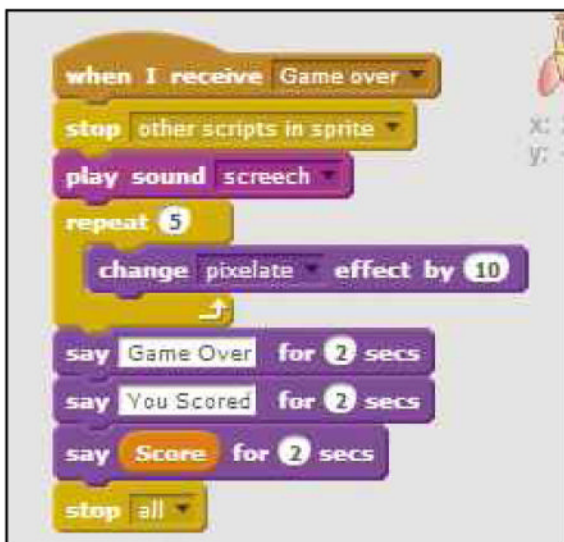 when I receive Game over
stop other scripts in sprite
x:
y:
play sound screech
repeat 5
change pixelate effect by 10
say Game Over for 2 secs
say You Scored for 2 secs
say Score for 2 secs
stop all